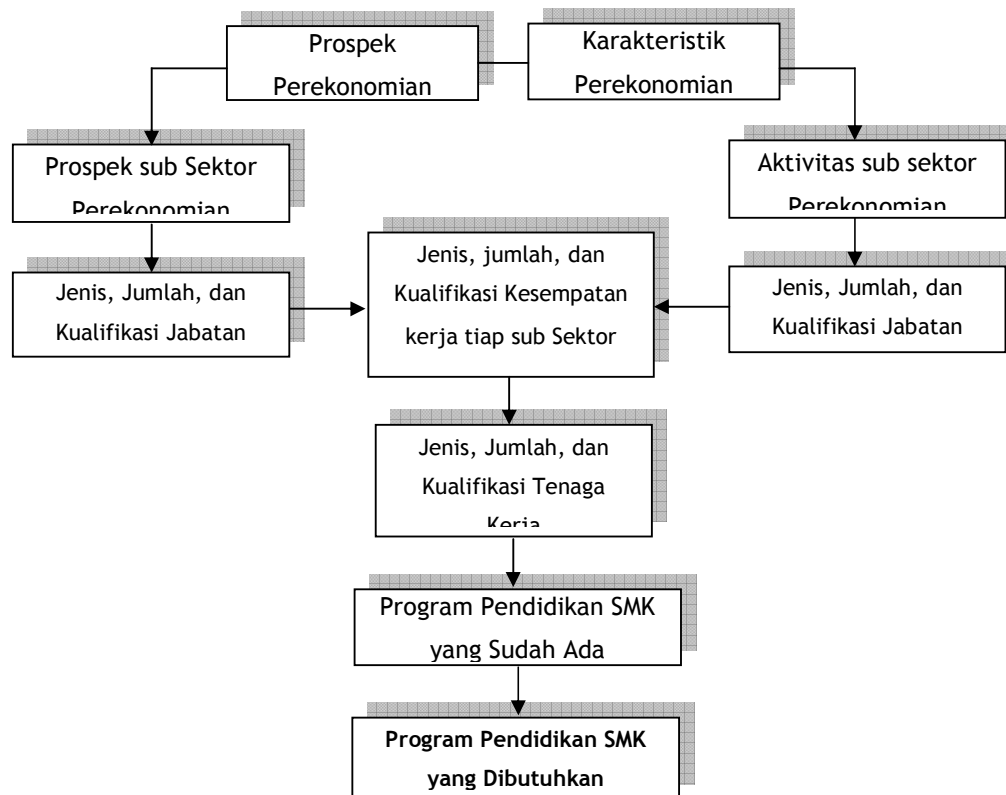 Prospek
Perekonomian
Karakteristik
Perekonomian
Prospek sub Sektor
Perekonomian
Aktivitas sub sektor
Perekonomian
Jenis, Jumlah, dan
Kualifikasi Jabatan
Jenis, jumlah, dan
Kualifikasi Kesempatan
kerja tiap sub Sektor
Jenis, Jumlah, dan
Kualifikasi Jabatan
Jenis, Jumlah, dan
Kualifikasi Tenaga
Kerja
Program Pendidikan SMK
yang Sudah Ada
Program Pendidikan SMK
yang Dibutuhkan